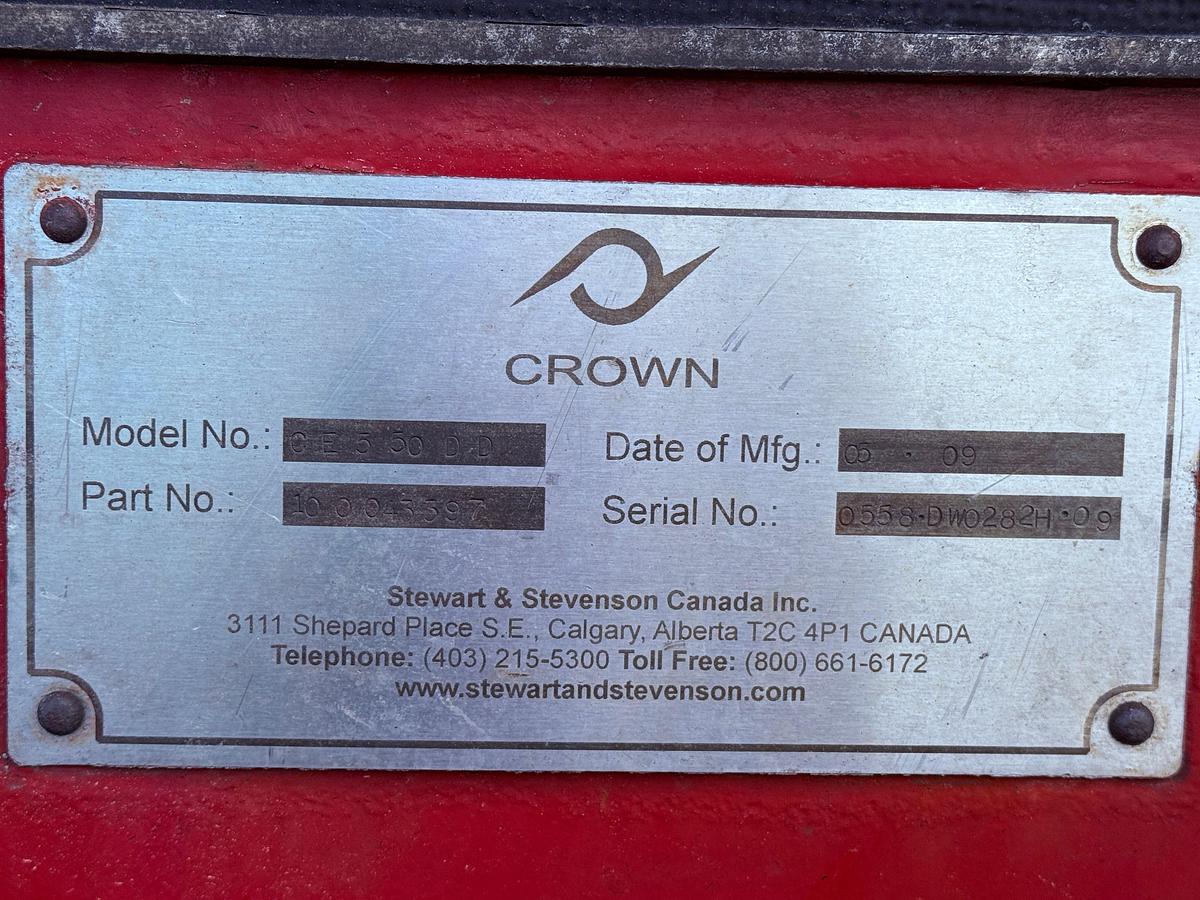 CROWN
Model No.: CE 550 DD Date of Mfg.: 05 · 09
Part No.: Serial No.: 0558·DW0282H·09
Stewart & Stevenson Canada Inc.
3111 Shepard Place S.E., Calgary, Alberta T2C 4P1 CANADA
Telephone: (403) 215-5300 Toll Free: (800) 661-6172
www.stewartandstevenson.com